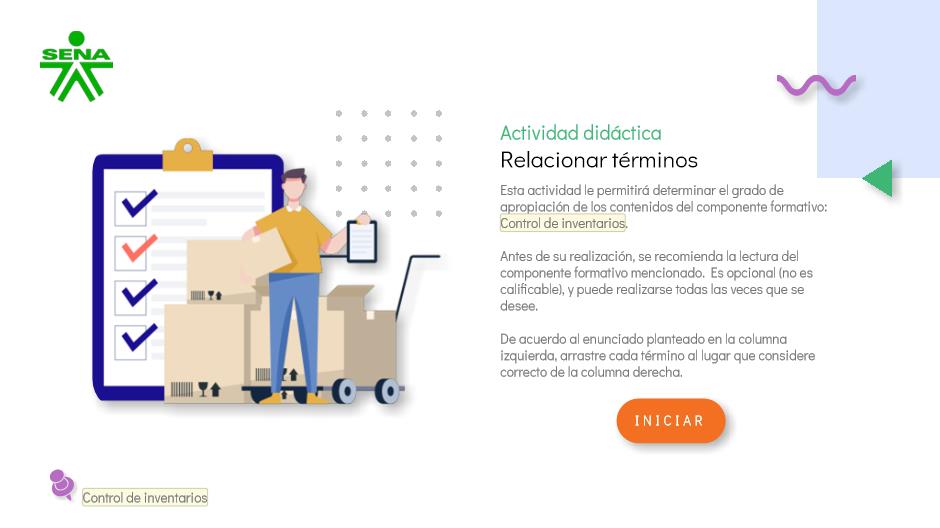 SENA
Actividad didáctica
Relacionar términos
Esta actividad le permitirá determinar el grado de
apropiación de los contenidos del componente formativo:
Control de inventarios.
Antes de su realización, se recomienda la lectura del
componente formativo mencionado. Es opcional (no es
calificable), y puede realizarse todas las veces que se
desee.
De acuerdo al enunciado planteado en la columna
izquierda, arrastre cada término al lugar que considere
correcto de la columna derecha.
INICIAR
Control de inventarios